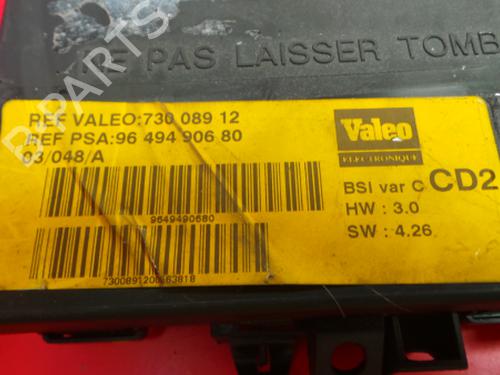 NE PAS LAISSER TOMB
REF VALEO:730 089 12
REF PSA:96 494 906 80
03/048/A
9649490680
Valeo
ELECTRONIQUE
BSI var C CD2
HW : 3.0
SW : 4.26
B-PARTS